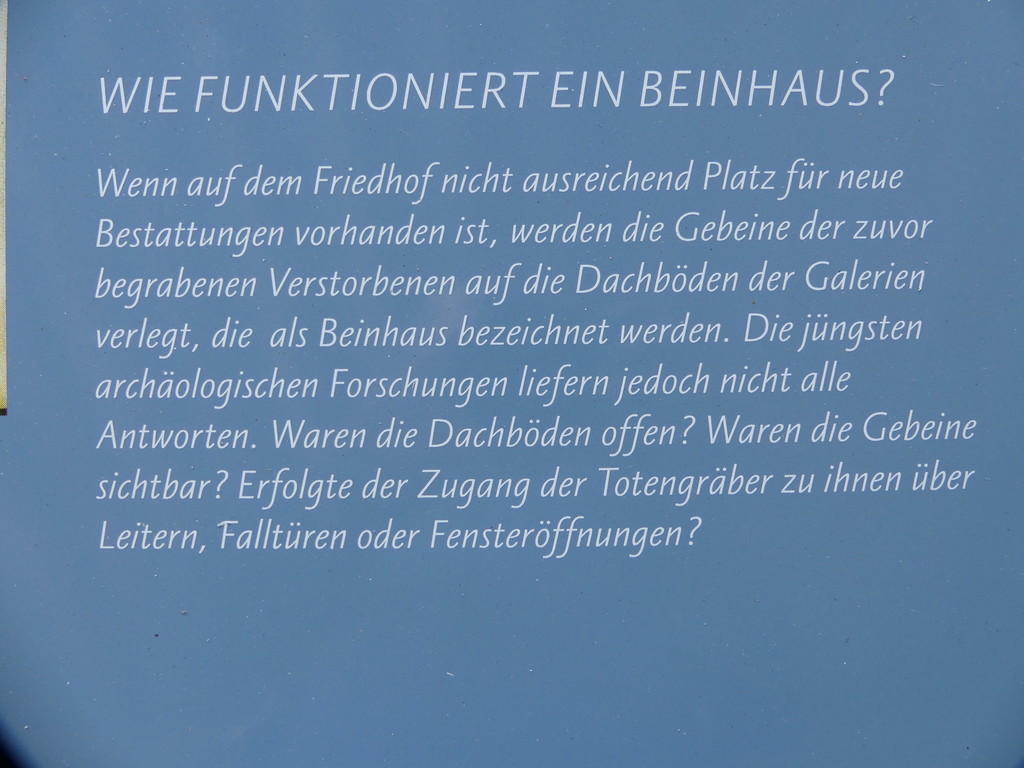 WIE FUNKTIONIERT EIN BEINHAUS?
Wenn auf dem Friedhof nicht ausreichend Platz für neue
Bestattungen vorhanden ist, werden die Gebeine der zuvor
begrabenen Verstorbenen auf die Dachböden der Galerien
verlegt, die als Beinhaus bezeichnet werden. Die jüngsten
archäologischen Forschungen liefern jedoch nicht alle
Antworten. Waren die Dachböden offen? Waren die Gebeine
sichtbar? Erfolgte der Zugang der Totengräber zu ihnen über
Leitern, Falltüren oder Fensteröffnungen?